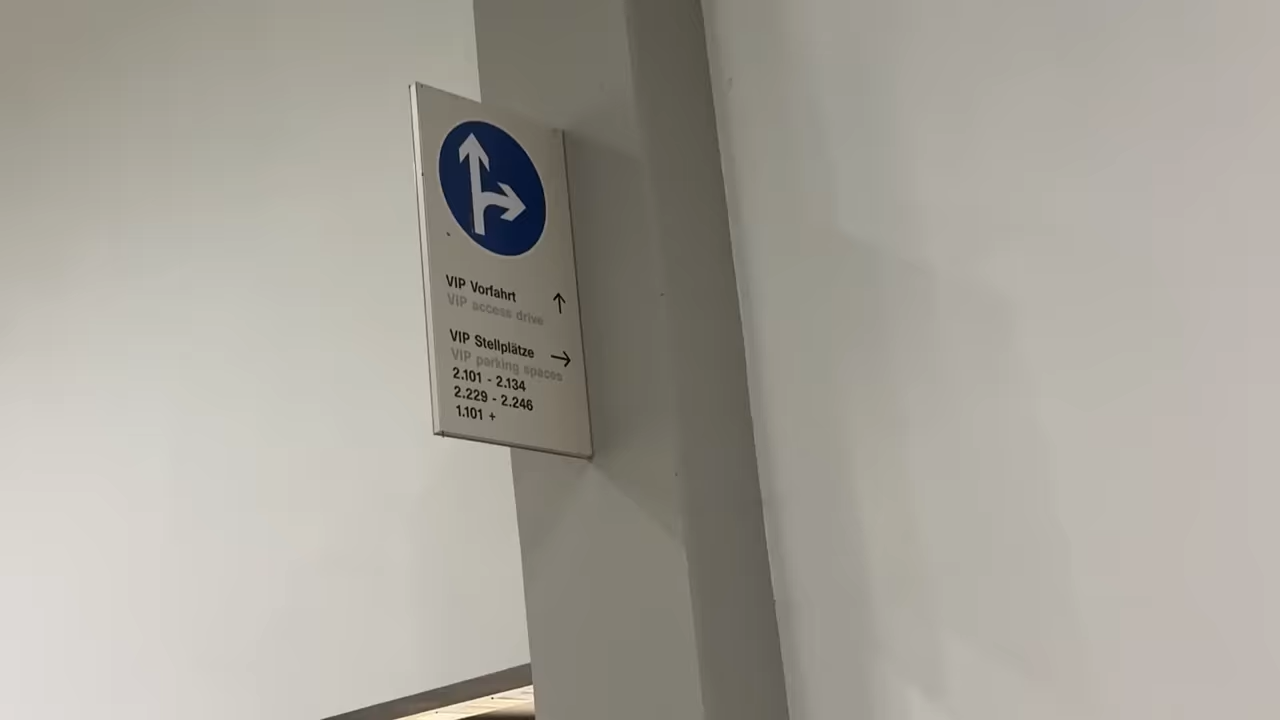 VIP Vorfahrt ↑
VIP access drive
VIP Stellplätze →
VIP parking spaces
2.101 - 2.134
2.229 - 2.246
1.101 +